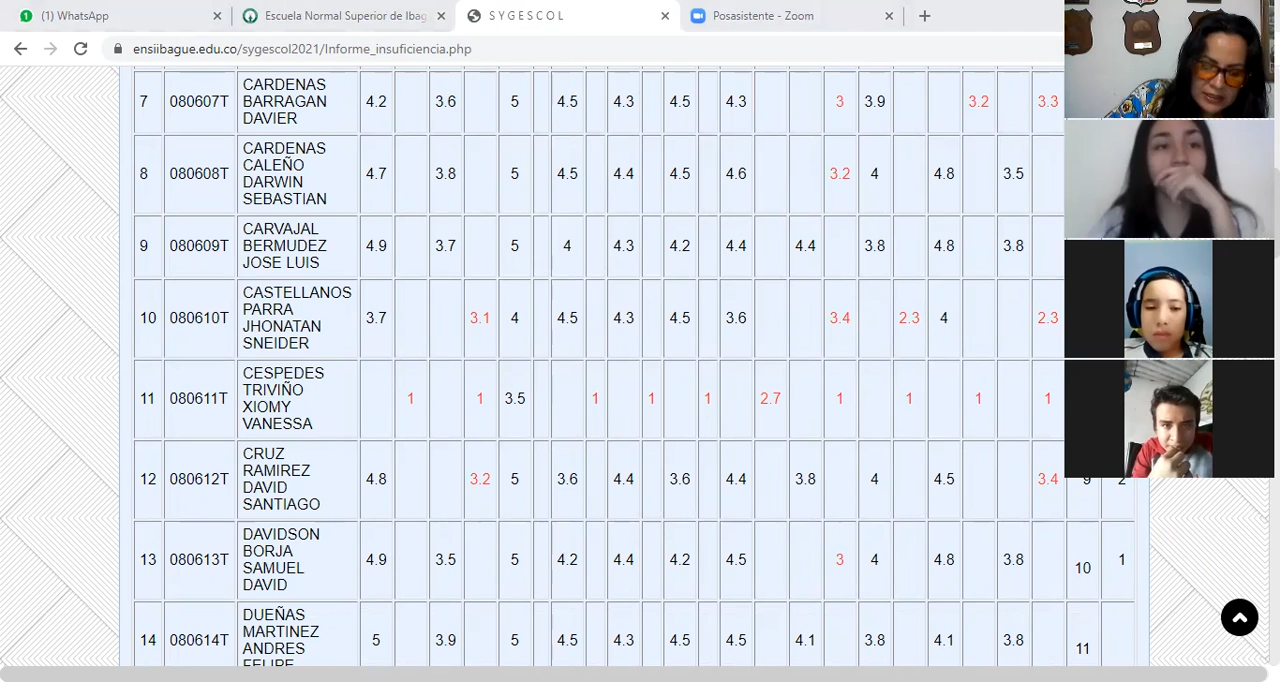 (1) WhatsApp
Escuela Normal Superior de Ibag
SYGESCOL
Posasistente - Zoom
ensiibague.edu.co/sygescol2021/Informe_insuficiencia.php
7 080607T CARDENAS BARRAGAN DAVIER 4.2 3.6 5 4.5 4.3 4.5 4.3 3 3.9 3.2 3.3
8 080608T CARDENAS CALEÑO DARWIN SEBASTIAN 4.7 3.8 5 4.5 4.4 4.5 4.6 3.2 4 4.8 3.5
9 080609T CARVAJAL BERMUDEZ JOSE LUIS 4.9 3.7 5 4 4.3 4.2 4.4 4.4 3.8 4.8 3.8
10 080610T CASTELLANOS PARRA JHONATAN SNEIDER 3.7 3.1 4 4.5 4.3 4.5 3.6 3.4 2.3 4 2.3
11 080611T CESPEDES TRIVIÑO XIOMY VANESSA 1 1 3.5 1 1 1 2.7 1 1 1 1
12 080612T CRUZ RAMIREZ DAVID SANTIAGO 4.8 3.2 5 3.6 4.4 3.6 4.4 3.8 4 4.5 3.4 9 2
13 080613T DAVIDSON BORJA SAMUEL DAVID 4.9 3.5 5 4.2 4.4 4.2 4.5 3 4 4.8 3.8 10 1
14 080614T DUEÑAS MARTINEZ ANDRES FELIPE 5 3.9 5 4.5 4.3 4.5 4.5 4.1 3.8 4.1 3.8 11